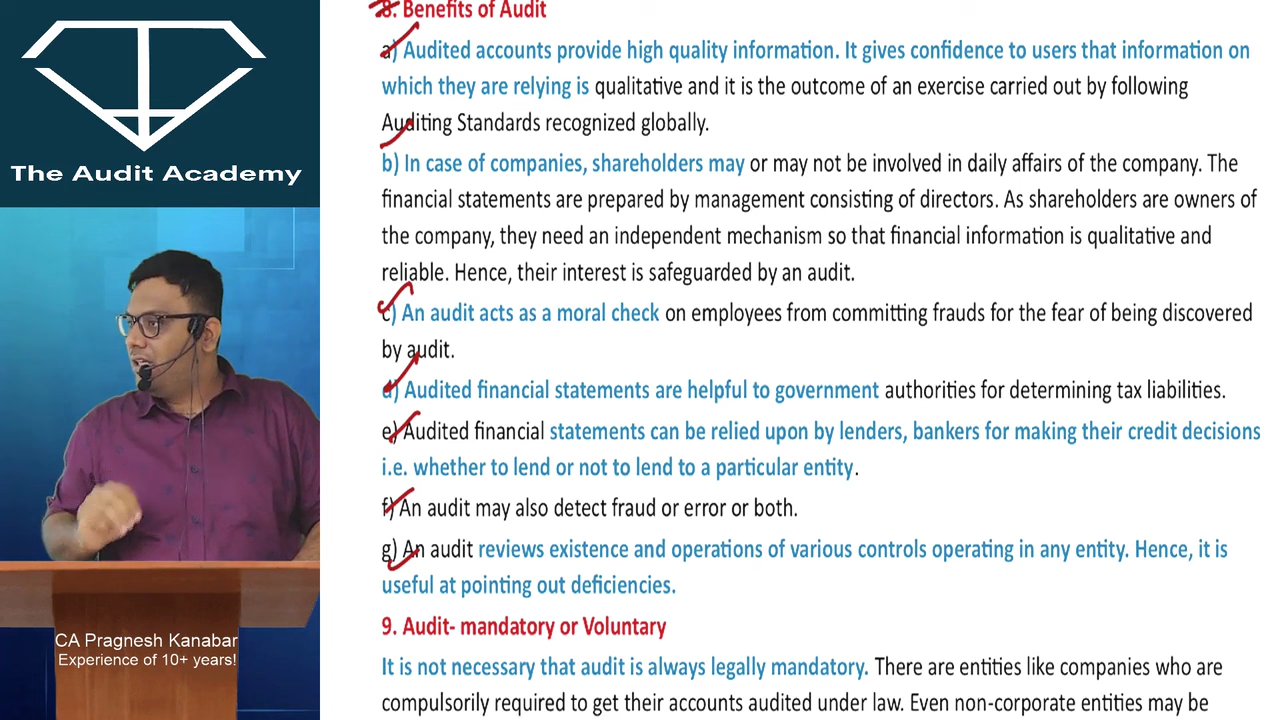 The Audit Academy
CA Pragnesh Kanabar
Experience of 10+ years!
8. Benefits of Audit
a) Audited accounts provide high quality information. It gives confidence to users that information on
which they are relying is qualitative and it is the outcome of an exercise carried out by following
Auditing Standards recognized globally.
b) In case of companies, shareholders may or may not be involved in daily affairs of the company. The
financial statements are prepared by management consisting of directors. As shareholders are owners of
the company, they need an independent mechanism so that financial information is qualitative and
reliable. Hence, their interest is safeguarded by an audit.
c) An audit acts as a moral check on employees from committing frauds for the fear of being discovered
by audit.
d) Audited financial statements are helpful to government authorities for determining tax liabilities.
e) Audited financial statements can be relied upon by lenders, bankers for making their credit decisions
i.e. whether to lend or not to lend to a particular entity.
f) An audit may also detect fraud or error or both.
g) An audit reviews existence and operations of various controls operating in any entity. Hence, it is
useful at pointing out deficiencies.
9. Audit- mandatory or Voluntary
It is not necessary that audit is always legally mandatory. There are entities like companies who are
compulsorily required to get their accounts audited under law. Even non-corporate entities may be